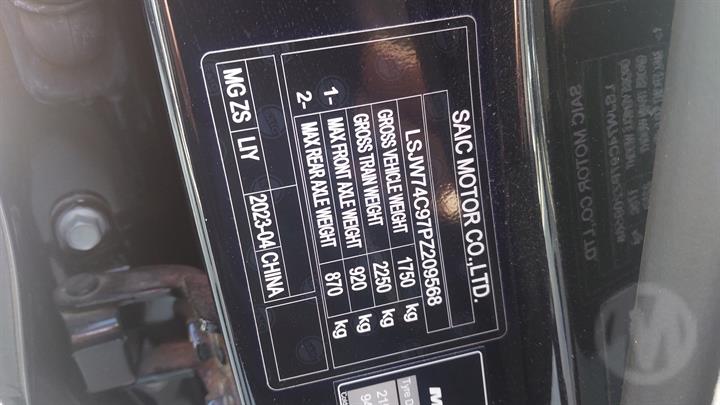 SAIC MOTOR CO.,LTD.
LSJW74C97PZ209568
GROSS VEHICLE WEIGHT 1750 kg
GROSS TRAIN WEIGHT 2250 kg
1- MAX FRONT AXLE WEIGHT 920 kg
2- MAX REAR AXLE WEIGHT 870 kg
MG ZS LIY 2023-04 CHINA